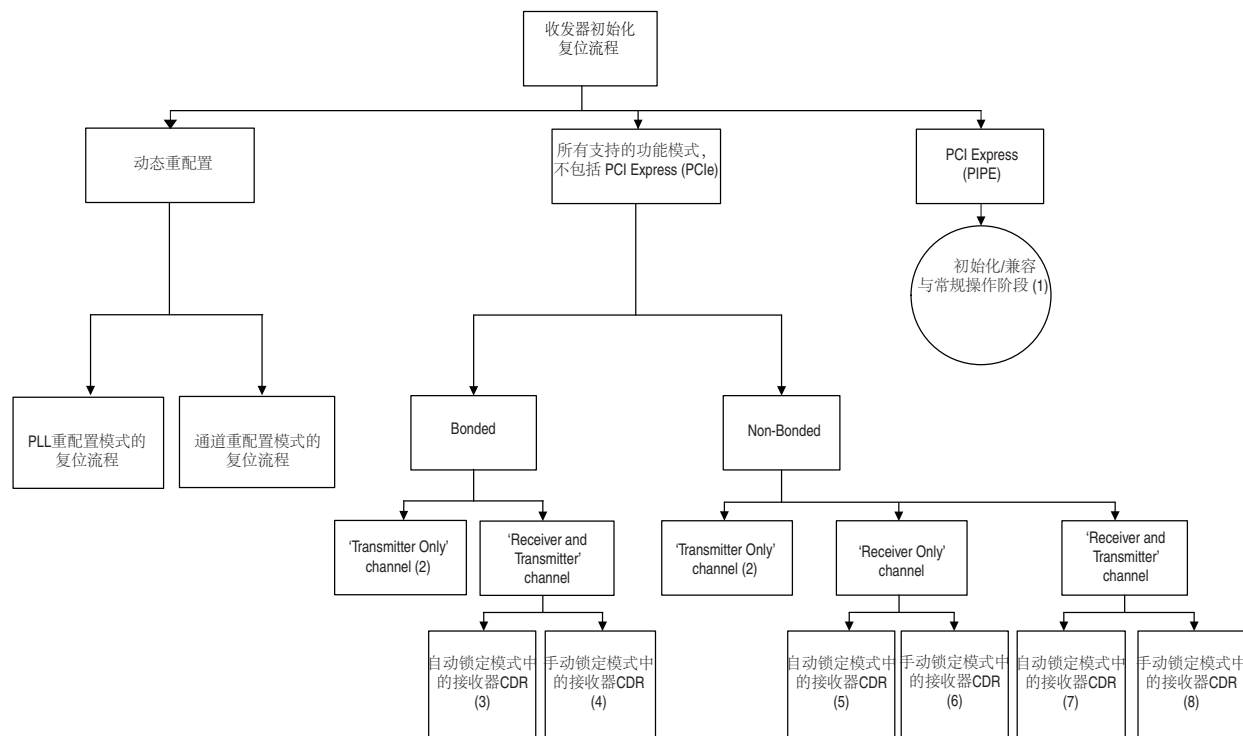 收发器初始化
复位流程
动态重配置
所有支持的功能模式，
不包括 PCI Express (PCIe)
PCI Express
(PIPE)
初始化/兼容
与常规操作阶段 (1)
PLL重配置模式的
复位流程
通道重配置模式的
复位流程
Bonded
Non-Bonded
‘Transmitter Only’
channel (2)
‘Receiver and
Transmitter’
channel
‘Transmitter Only’
channel (2)
‘Receiver Only’
channel
‘Receiver and
Transmitter’
channel
自动锁定模式中
的接收器CDR
(3)
手动锁定模式中
的接收器CDR
(4)
自动锁定模式中
的接收器CDR
(5)
手动锁定模式中
的接收器CDR
(6)
自动锁定模式中
的接收器CDR
(7)
手动锁定模式中
的接收器CDR
(8)